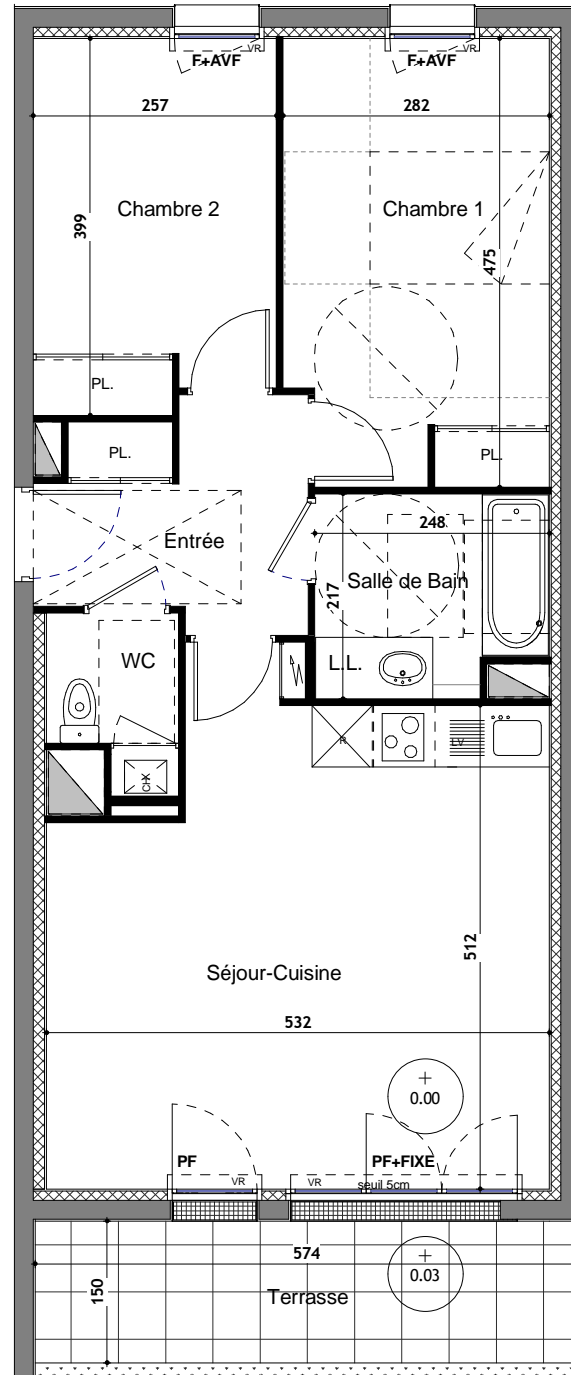 VR
F+AVF
VR
F+AVF
257
282
Chambre 2
Chambre 1
399
475
PL.
PL.
PL.
248
Entrée
Salle de Bain
217
WC
L.L.
R
LV
CHK
512
Séjour-Cuisine
532
+
0.00
PF
PF+FIXE
VR
VR
seuil 5cm
574
+
0.03
150
Terrasse